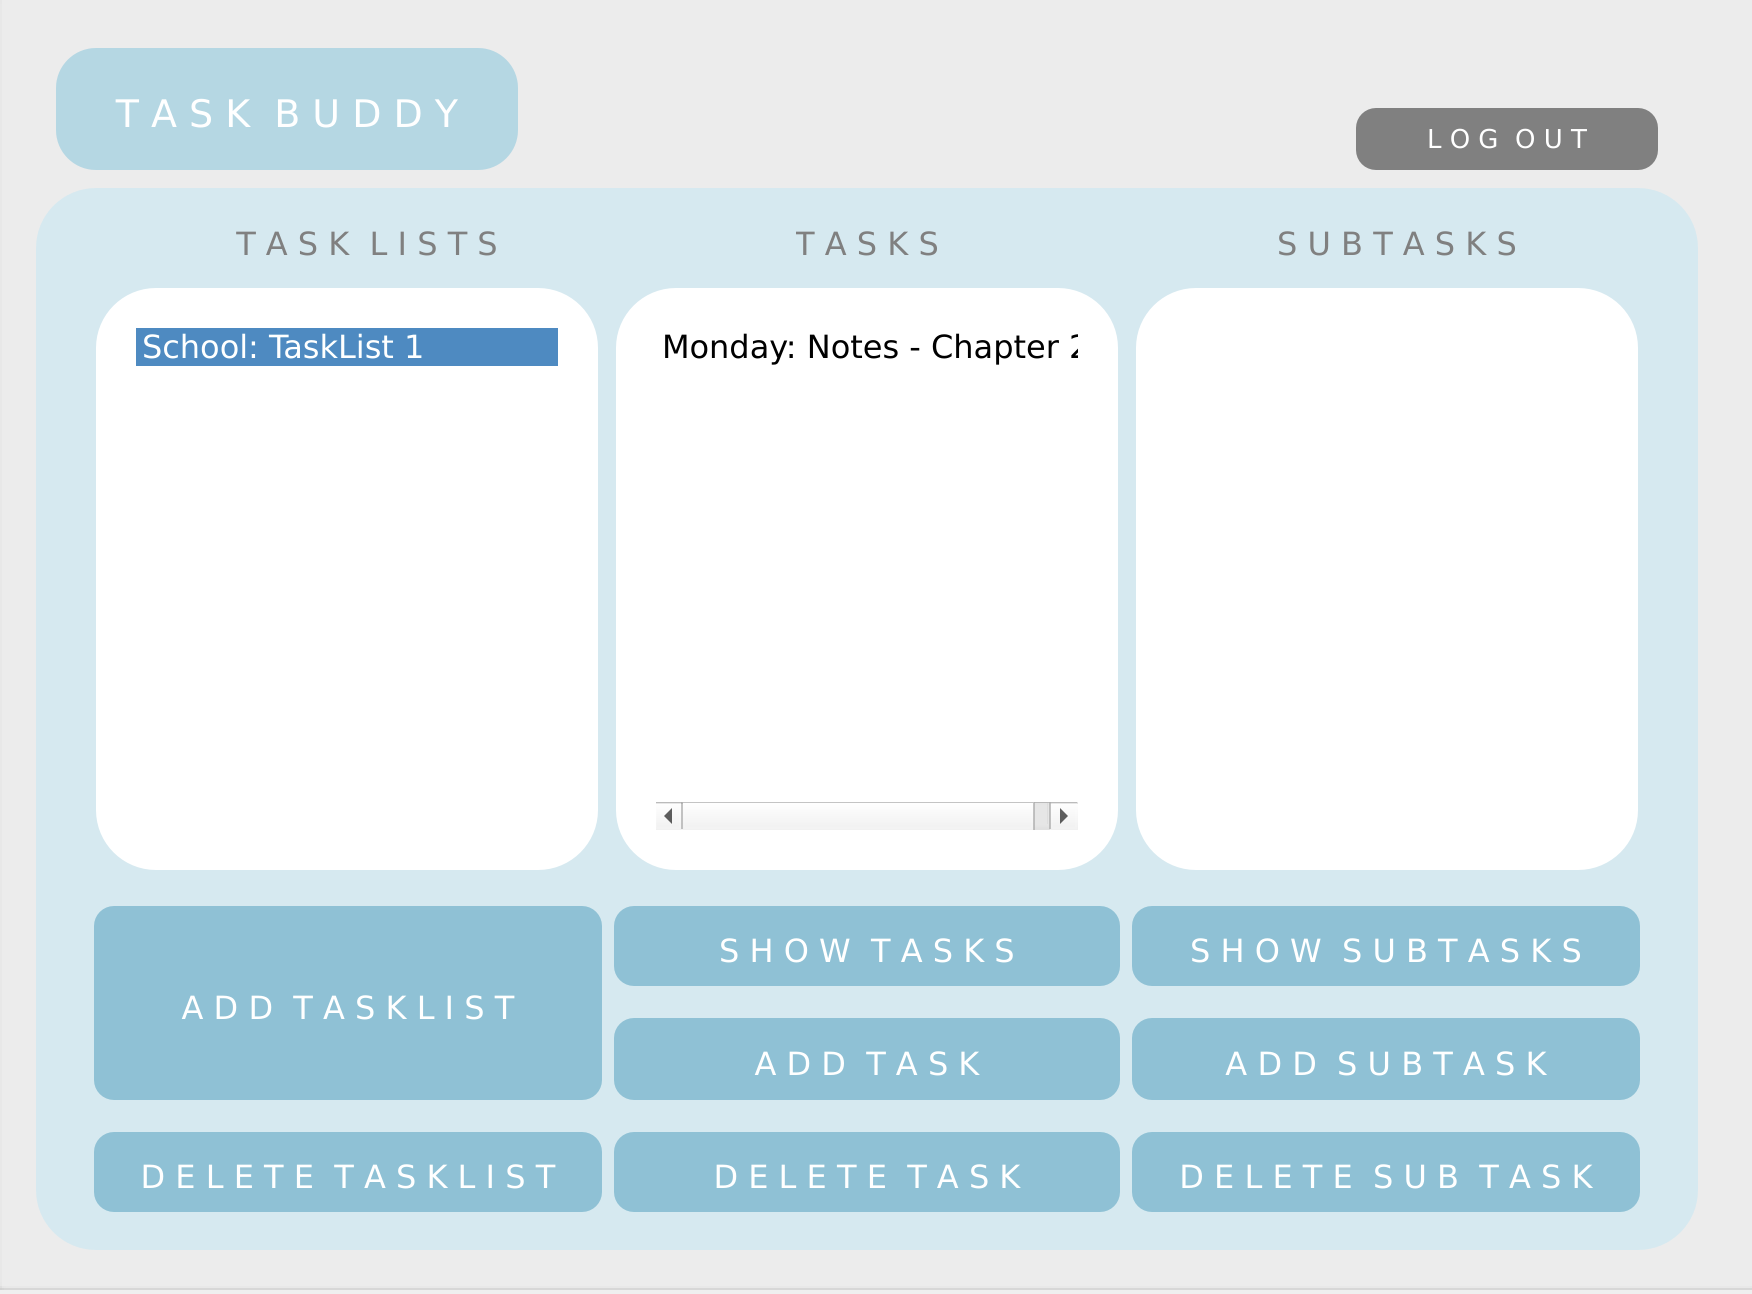 TASK BUDDY
LOG OUT
TASK LISTS
TASKS
SUBTASKS
School: TaskList 1
Monday: Notes - Chapter
SHOW TASKS
SHOW SUBTASKS
ADD TASKLIST
ADD TASK
ADD SUBTASK
DELETE TASKLIST
DELETE TASK
DELETE SUB TASK